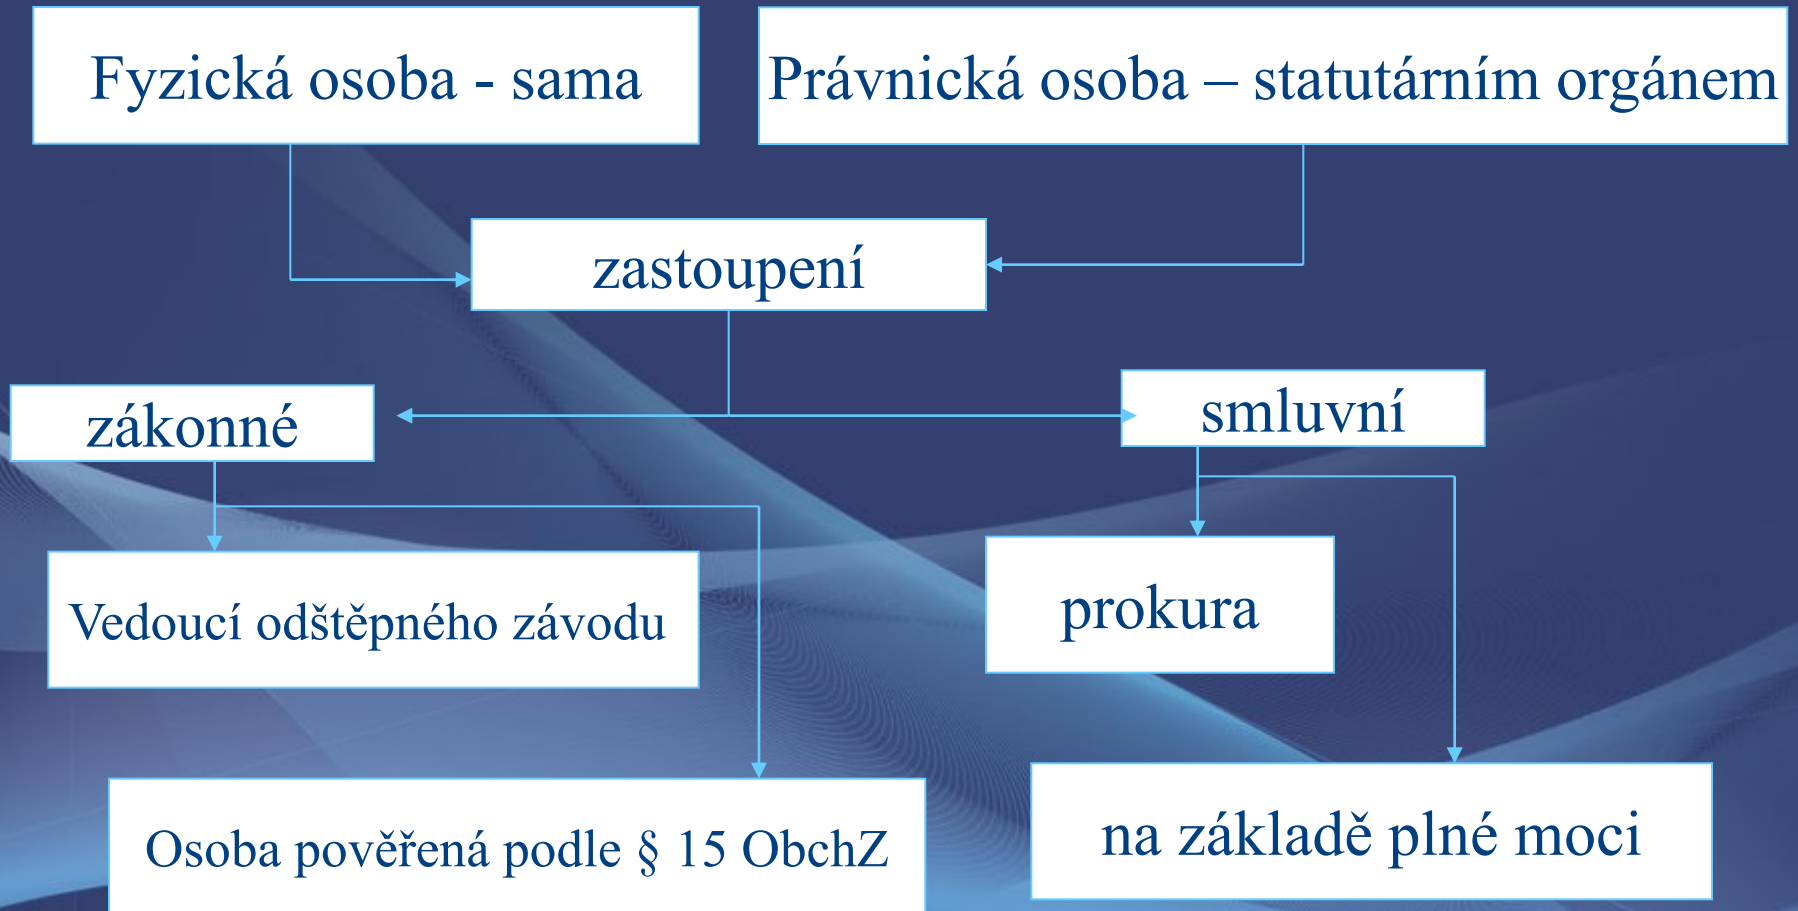 Fyzická osoba - sama
Právnická osoba – statutárním orgánem
zastoupení
zákonné
smluvní
Vedoucí odštěpného závodu
prokura
Osoba pověřená podle § 15 ObchZ
na základě plné moci